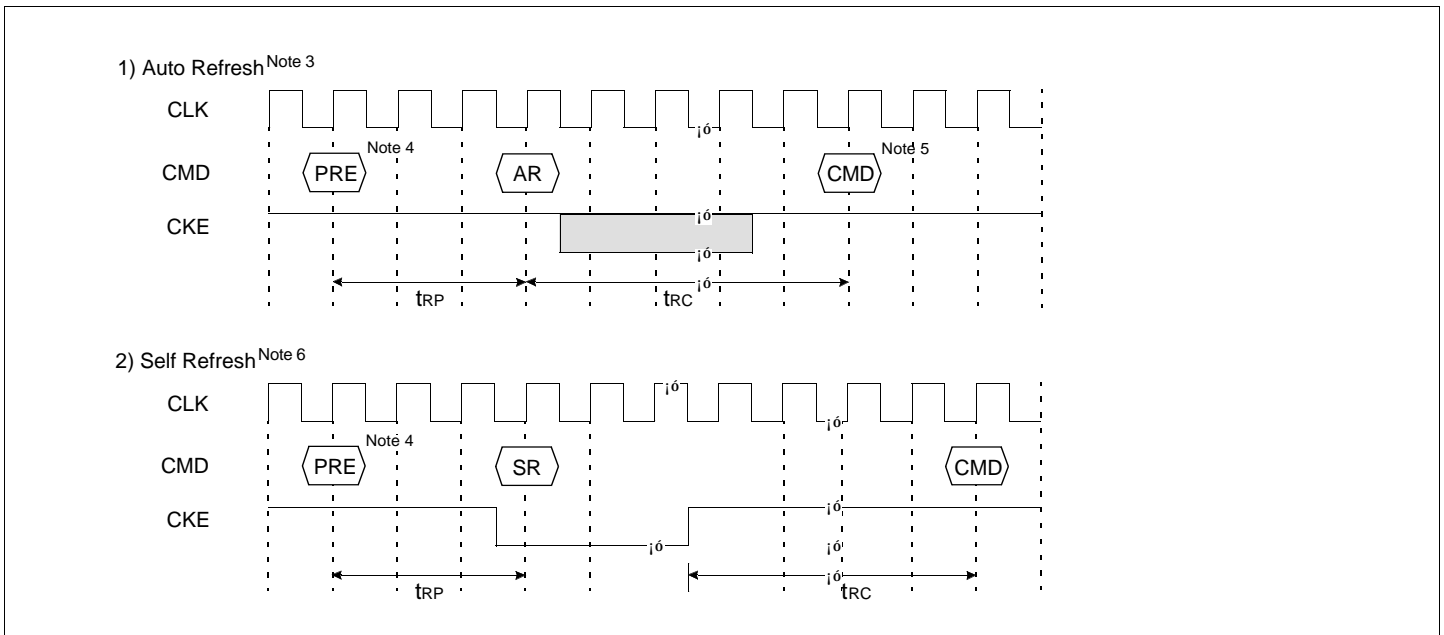 1) Auto Refresh Note 3
CLK
¡ó
CMD
PRE
Note 4
AR
CMD
Note 5
CKE
¡ó
¡ó
¡ó
tRP
tRC
2) Self Refresh Note 6
CLK
¡ó
¡ó
CMD
PRE
Note 4
SR
CMD
CKE
¡ó
¡ó
¡ó
¡ó
tRP
tRC